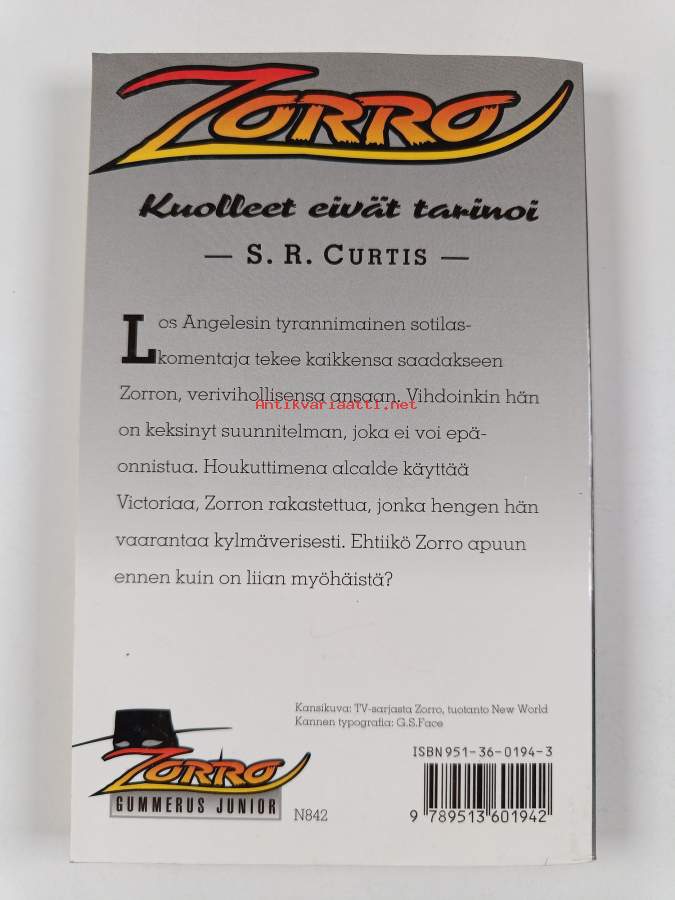 ZORRO
Kuolleet eivät tarinoi
— S. R. CURTIS —
Los Angelesin tyrannimainen sotilas-
komentaja tekee kaikkensa saadakseen
Zorron, verivihollisensa ansaan. Vihdoinkin hän
Antikvariaatti.net
on keksinyt suunnitelman, joka ei voi epä-
onnistua. Houkuttimena alcalde käyttää
Victoriaa, Zorron rakastettua, jonka hengen hän
vaarantaa kylmäverisesti. Ehtiikö Zorro apuun
ennen kuin on liian myöhäistä?
Kansikuva: TV-sarjasta Zorro, tuotanto New World
Kannen typografia: G.S.Face
ZORRO
GUMMERUS JUNIOR
N842
ISBN 951-36-0194-3
9 789513 601942